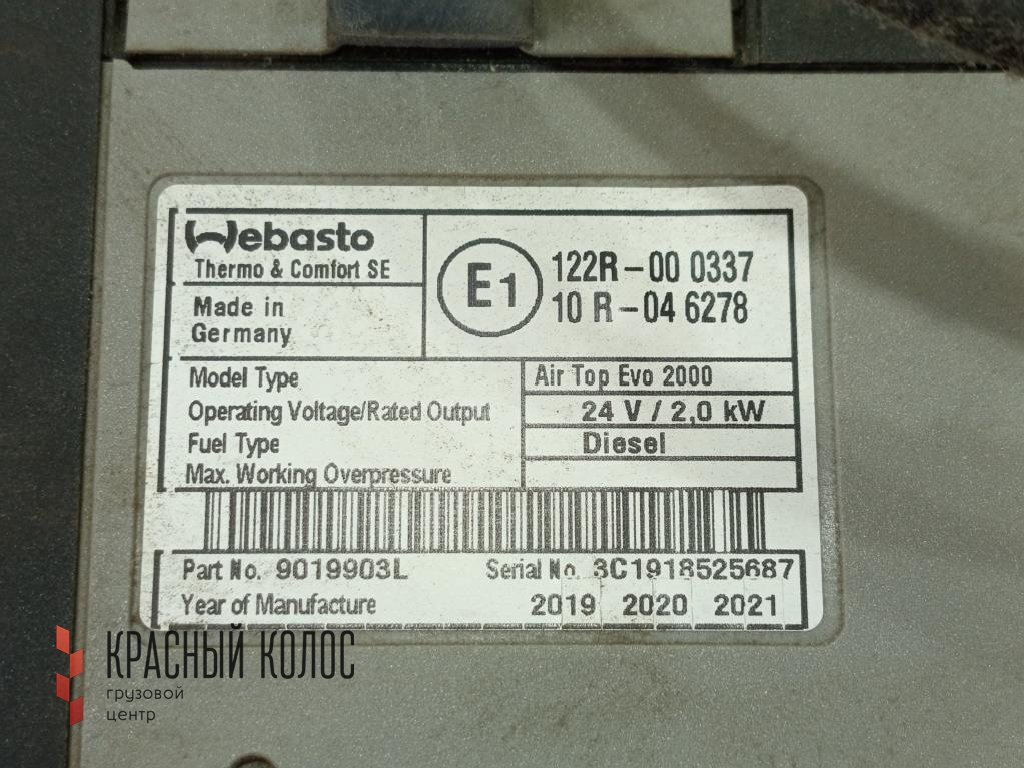 Webasto
Thermo & Comfort SE
Made in
Germany
E1
122R-00 0337
10 R-04 6278
Model Type Air Top Evo 2000
Operating Voltage/Rated Output 24 V / 2,0 kW
Fuel Type Diesel
Max. Working Overpressure
Part No. 9019903L Serial No. 3C1918525687
Year of Manufacture 2019 2020 2021
КРАСНЫЙ КОЛОС
грузовой
центр